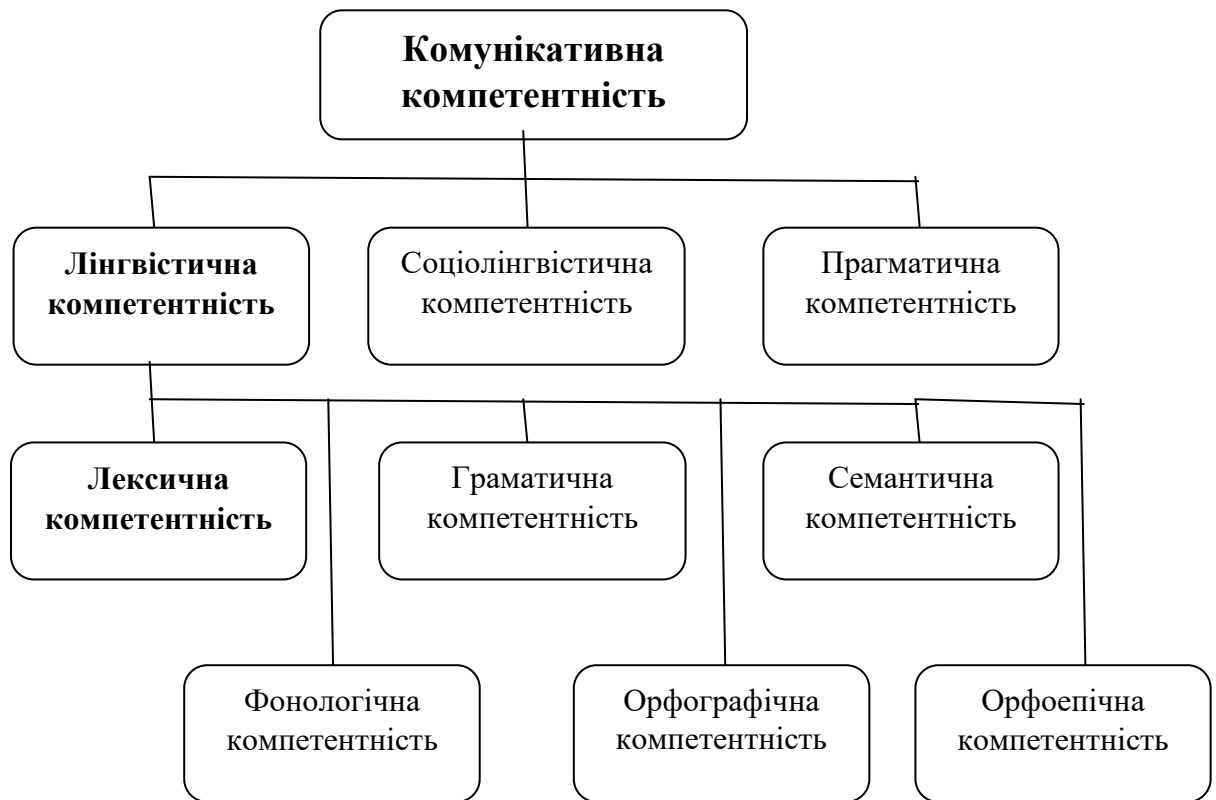 Комунікативна
компетентність
Лінгвістична
компетентність
Соціолінгвістична
компетентність
Прагматична
компетентність
Лексична
компетентність
Граматична
компетентність
Семантична
компетентність
Фонологічна
компетентність
Орфографічна
компетентність
Орфоепічна
компетентність